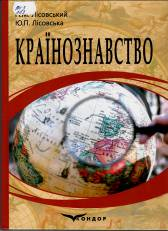 Лісовський
Ю.П. Лісовська
КРАЇНОЗНАВСТВО
КОНДОР